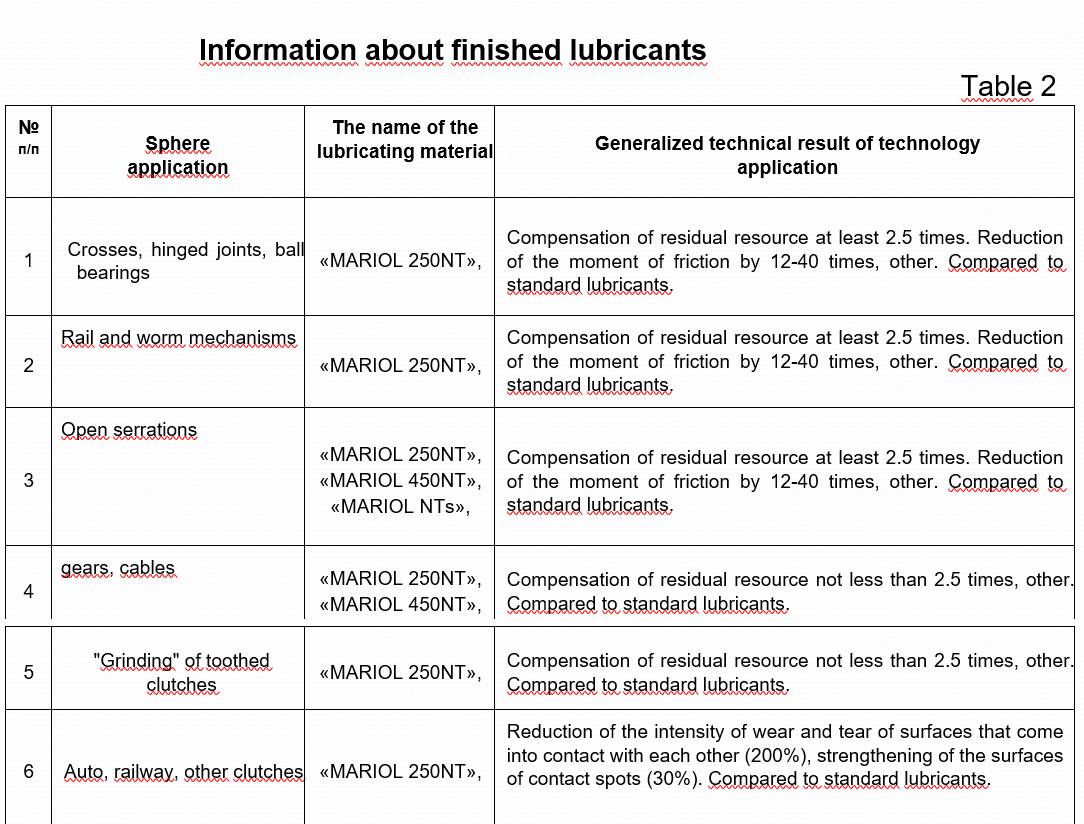 Information about finished lubricants
Table 2
№
п/п
Sphere
application
The name of the
lubricating material
Generalized technical result of technology
application
1
Crosses, hinged joints, ball
bearings
«MARIOL 250NT»,
Compensation of residual resource at least 2.5 times. Reduction
of the moment of friction by 12-40 times, other. Compared to
standard lubricants.
2
Rail and worm mechanisms
«MARIOL 250NT»,
Compensation of residual resource at least 2.5 times. Reduction
of the moment of friction by 12-40 times, other. Compared to
standard lubricants.
3
Open serrations
«MARIOL 250NT»,
«MARIOL 450NT»,
«MARIOL NTs»,
Compensation of residual resource at least 2.5 times. Reduction
of the moment of friction by 12-40 times, other. Compared to
standard lubricants.
4
gears, cables
«MARIOL 250NT»,
«MARIOL 450NT»,
Compensation of residual resource not less than 2.5 times, other.
Compared to standard lubricants.
5
"Grinding" of toothed
clutches
«MARIOL 250NT»,
Compensation of residual resource not less than 2.5 times, other.
Compared to standard lubricants.
6
Auto, railway, other clutches
«MARIOL 250NT»,
Reduction of the intensity of wear and tear of surfaces that come
into contact with each other (200%), strengthening of the surfaces
of contact spots (30%). Compared to standard lubricants.